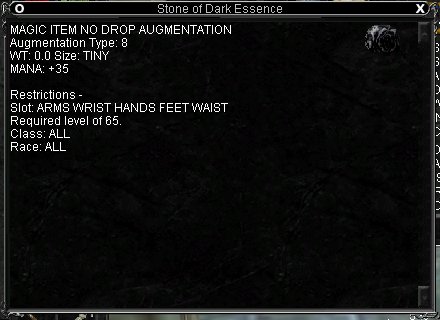 O Stone of Dark Essence X
MAGIC ITEM NO DROP AUGMENTATION
Augmentation Type: 8
WT: 0.0 Size: TINY
MANA: +35
Restrictions -
Slot: ARMS WRIST HANDS FEET WAIST
Required level of 65.
Class: ALL
Race: ALL